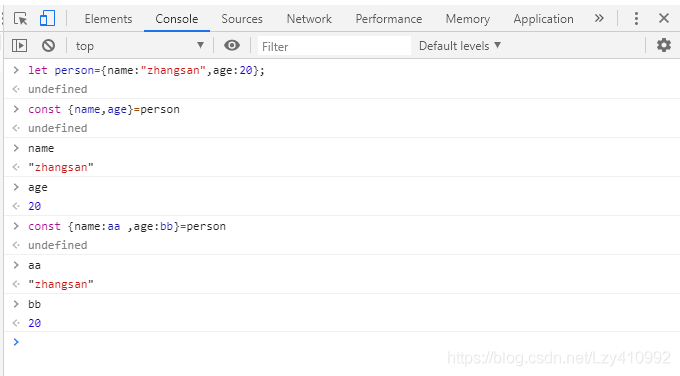 Elements Console Sources Network Performance Memory Application »
top ▼ Filter Default levels ▼
> let person={name:"zhangsan",age:20};
<· undefined
> const {name,age}=person
<· undefined
> name
<· "zhangsan"
> age
<· 20
> const {name:aa ,age:bb}=person
<· undefined
> aa
<· "zhangsan"
> bb
<· 20
>
https://blog.csdn.net/Lzy410992